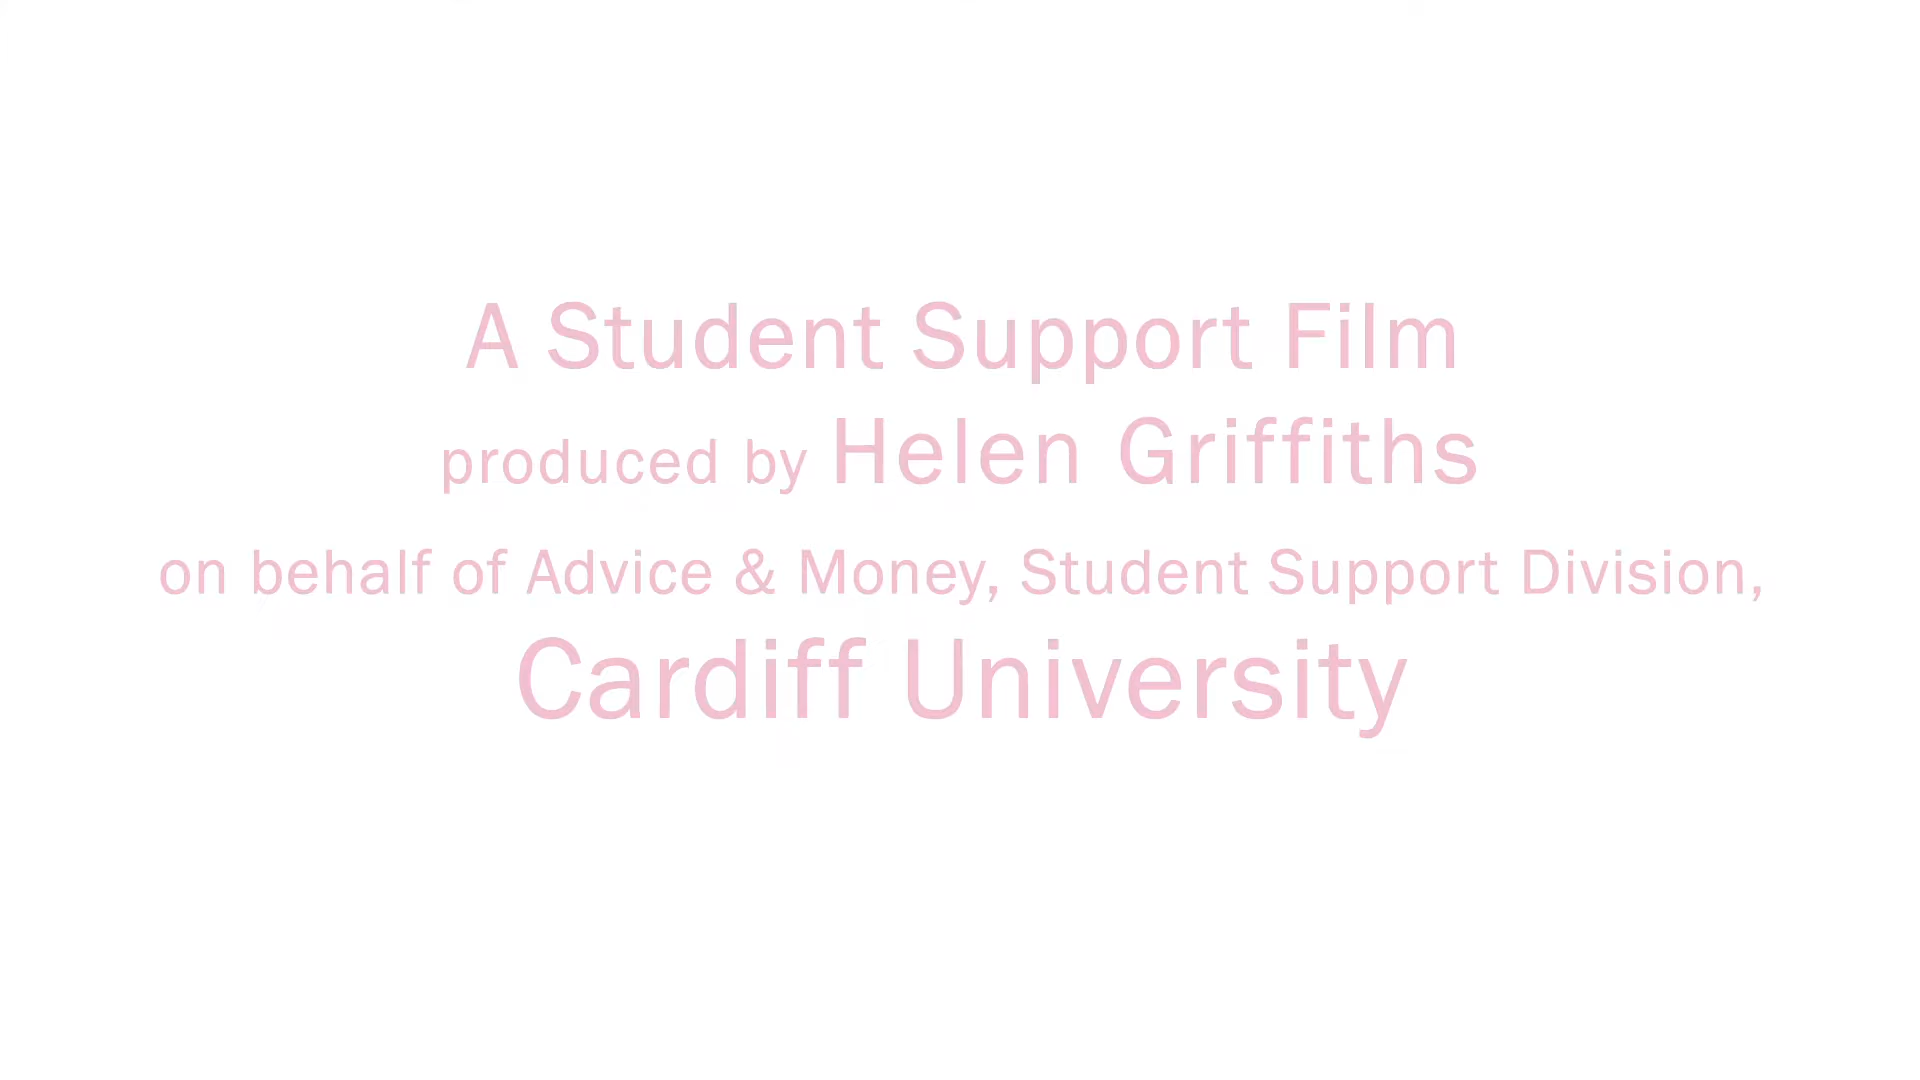 A Student Support Film
produced by Helen Griffiths
on behalf of Advice & Money, Student Support Division,
Cardiff University